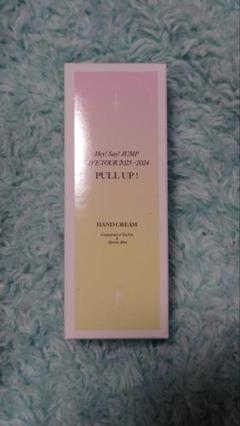 Hey! Say! JUMP
LIVE TOUR 2023-2024
PULL UP!
HAND CREAM
&